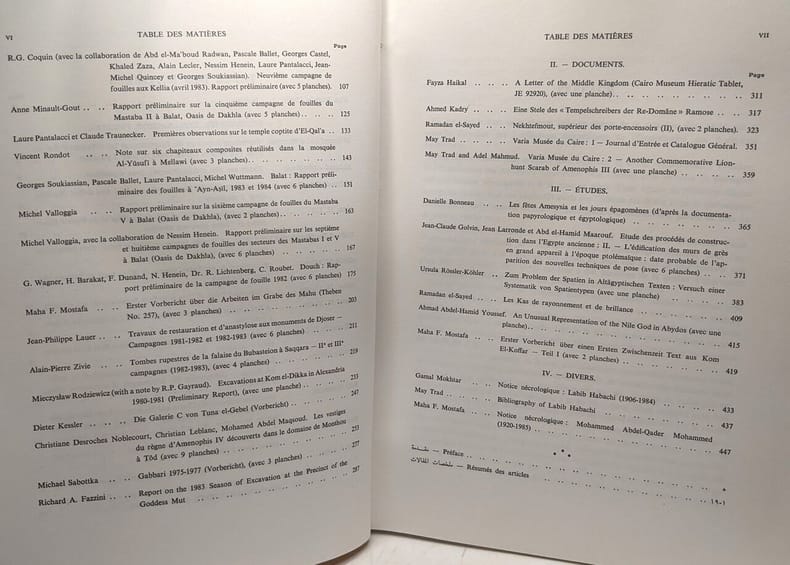 VI
TABLE DES MATIÈRES
Page
R.G. Coquin (avec la collaboration de Abd el-Ma'boud Radwan, Pascale Ballet, Georges Castel,
Khaled Zaza, Alain Lecler, Nessim Henein, Laure Pantalacci, Jean-
Michel Quincey et Georges Soukiassian). Neuvième campagne de
fouilles aux Kellia (avril 1983). Rapport préliminaire (avec 5 planches). 107
Anne Minault-Gout .. .. Rapport préliminaire sur la cinquième campagne de fouilles du
Mastaba II à Balat, Oasis de Dakhla (avec 5 planches).. .. .. .. .. 125
Laure Pantalacci et Claude Traunecker. Premières observations sur le temple coptite d'El-Qal'a .. 133
Vincent Rondot .. .. Note sur six chapiteaux composites réutilisés dans la mosquée
Al-Yūsufī à Mellawi (avec 3 planches).. .. .. .. .. .. .. .. .. 143
Georges Soukiassian, Pascale Ballet, Laure Pantalacci, Michel Wuttmann. Balat : Rapport préli-
minaire des fouilles à 'Ayn-Aṣil, 1983 et 1984 (avec 6 planches) .. 151
Michel Valloggia .. .. Rapport préliminaire sur la sixième campagne de fouilles du Mastaba
V à Balat (Oasis de Dakhla), (avec 2 planches).. .. .. .. .. .. 163
Michel Valloggia, avec la collaboration de Nessim Henein. Rapport préliminaire sur les septième
et huitième campagnes de fouilles des secteurs des Mastabas I et V
à Balat (Oasis de Dakhla), (avec 6 planches) .. .. .. .. .. .. 167
G. Wagner, H. Barakat, F. Dunand, N. Henein, Dr. R. Lichtenberg, C. Roubet. Douch : Rap-
port préliminaire de la campagne de fouille 1982 (avec 6 planches) 175
Maha F. Mostafa .. .. Erster Vorbericht über die Arbeiten im Grabe des Mahu (Theben
No. 257), (avec 3 planches) .. .. .. .. .. .. .. .. .. 203
Jean-Philippe Lauer .. .. Travaux de restauration et d'anastylose aux monuments de Djoser —
Campagnes 1981-1982 et 1982-1983 (avec 6 planches) .. .. .. 211
Alain-Pierre Zivie .. .. Tombes rupestres de la falaise du Bubasteion à Saqqara — IIe et IIIe
campagnes (1982-1983), (avec 4 planches) .. .. .. .. .. .. 219
Mieczysław Rodziewicz (with a note by R.P. Gayraud). Excavations at Kom el-Dikka in Alexandria
1980-1981 (Preliminary Report), (avec une planche) .. .. .. .. 233
Dieter Kessler .. .. Die Galerie C von Tuna el-Gebel (Vorbericht) .. .. .. .. .. 247
Christiane Desroches Noblecourt, Christian Leblanc, Mohamed Abdel Maqsoud. Les vestiges
du règne d'Amenophis IV découverts dans le domaine de Monthou
à Tôd (avec 9 planches) .. .. .. .. .. .. .. .. .. .. 253
Michael Sabottka .. .. Gabbari 1975-1977 (Vorbericht), (avec 3 planches) .. .. .. .. 277
Richard A. Fazzini .. .. Report on the 1983 Season of Excavation at the Precinct of the
Goddess Mut .. .. .. .. .. .. .. .. .. .. .. .. 287
TABLE DES MATIÈRES
VII
II. — DOCUMENTS.
Page
Fayza Haikal .. .. .. A Letter of the Middle Kingdom (Cairo Museum Hieratic Tablet,
JE 92920), (avec une planche).. .. .. .. .. .. .. .. .. 311
Ahmed Kadry .. .. .. Eine Stele des « Tempelschreibers der Re-Domäne » Ramose .. .. 317
Ramadan el-Sayed .. .. Nekhtefmout, supérieur des porte-encensoirs (II), (avec 2 planches). 323
May Trad .. .. .. Varia Musée du Caire : 1 — Journal d'Entrée et Catalogue Général. 351
May Trad and Adel Mahmud. Varia Musée du Caire : 2 — Another Commemorative Lion-
hunt Scarab of Amenophis III (avec une planche) .. .. .. .. 359
III. — ÉTUDES.
Danielle Bonneau .. .. Les fêtes Amesysia et les jours épagomènes (d'après la documenta-
tion papyrologique et égyptologique) .. .. .. .. .. .. .. 365
Jean-Claude Golvin, Jean Larronde et Abd el-Hamid Maarouf. Etude des procédés de construc-
tion dans l'Egypte ancienne : II. — L'édification des murs de grès
en grand appareil à l'époque ptolémaique : date probable de l'ap-
parition des nouvelles techniques de pose (avec 6 planches) .. .. 371
Ursula Rössler-Köhler .. Zum Problem der Spatien in Altägyptischen Texten : Versuch einer
Systematik von Spatientypen (avec une planche) .. .. .. .. 383
Ramadan el-Sayed .. .. Les Kas de rayonnement et de brillance .. .. .. .. .. .. 409
Ahmad Abdel-Hamid Youssef. An Unusual Representation of the Nile God in Abydos (avec une
planche).. .. .. .. .. .. .. .. .. .. .. .. .. 415
Maha F. Mostafa .. .. Erster Vorbericht über einen Ersten Zwischenzeit Text aus Kom
El-Koffar — Teil I (avec 2 planches) .. .. .. .. .. .. .. 419
IV. — DIVERS.
Gamal Mokhtar .. .. Notice nécrologique : Labib Habachi (1906-1984) .. .. .. .. 433
May Trad .. .. .. Bibliography of Labib Habachi .. .. .. .. .. .. .. 437
Maha F. Mostafa .. .. Notice nécrologique : Mohammed Abdel-Qader Mohammed
(1920-1985) .. .. .. .. .. .. .. .. .. .. .. .. 447
* * *
مقدمة — Préface .. .. .. .. .. .. .. .. .. ..
ملخصات المقالات — Résumés des articles .. .. .. .. .. .. ١-١٩